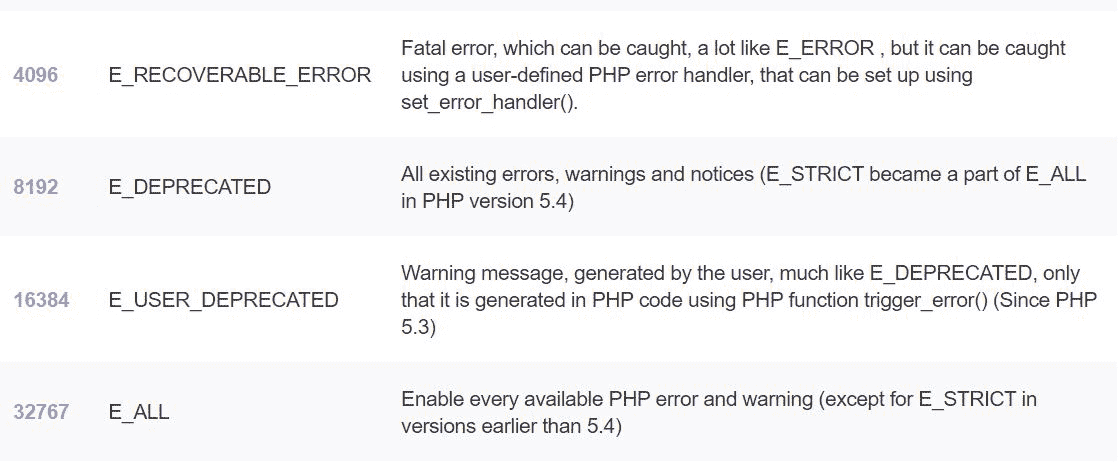 Fatal error, which can be caught, a lot like E_ERROR , but it can be caught
4096 E_RECOVERABLE_ERROR using a user-defined PHP error handler, that can be set up using
set_error_handler().
All existing errors, warnings and notices (E_STRICT became a part of E_ALL
8192 E_DEPRECATED
in PHP version 5.4)
Warning message, generated by the user, much like E_DEPRECATED, only
16384 E_USER_DEPRECATED that it is generated in PHP code using PHP function trigger_error() (Since PHP
5.3)
Enable every available PHP error and warning (except for E_STRICT in
32767 E_ALL
versions earlier than 5.4)